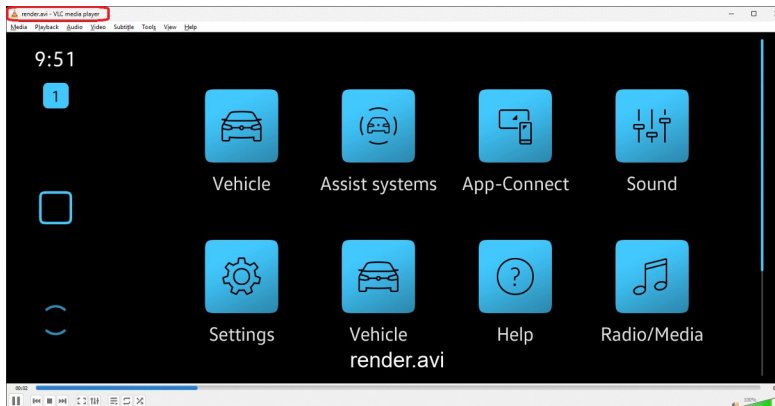 render.avi - VLC media player
Media Playback Audio Video Subtitle Tools View Help
9:51
1
Vehicle Assist systems App-Connect Sound
Settings Vehicle Help Radio/Media
render.avi
00:02
100%